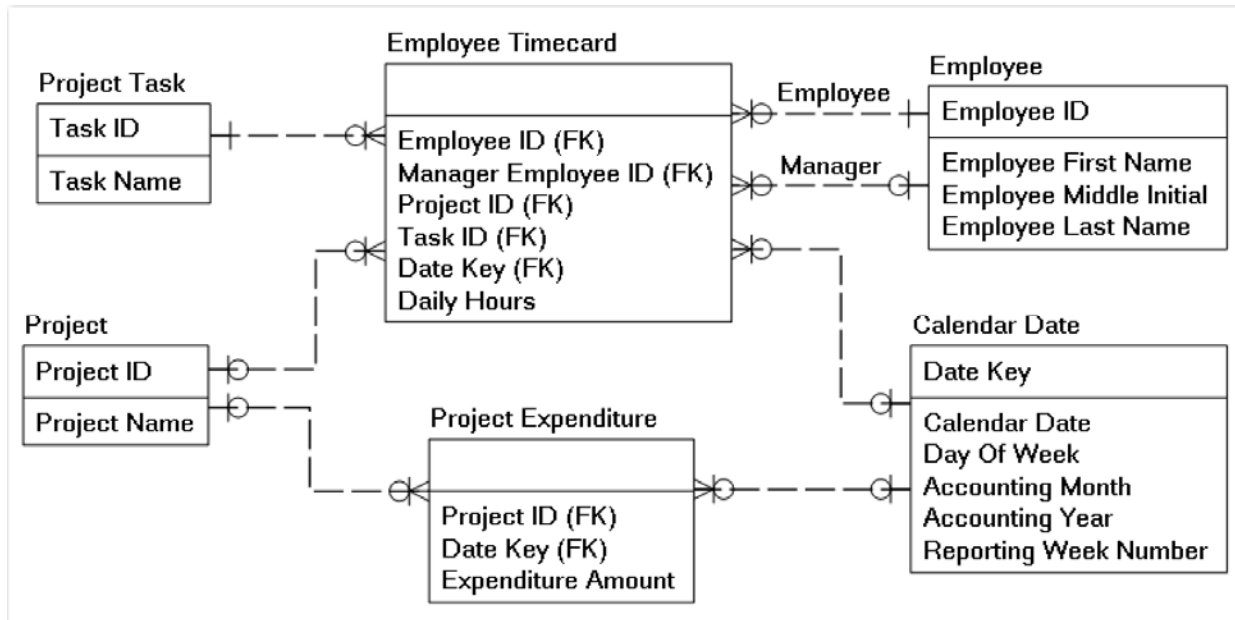 Project Task
Task ID
Task Name
Employee Timecard
Employee ID (FK)
Manager Employee ID (FK)
Project ID (FK)
Task ID (FK)
Date Key (FK)
Daily Hours
Employee
Manager
Employee
Employee ID
Employee First Name
Employee Middle Initial
Employee Last Name
Project
Project ID
Project Name
Project Expenditure
Project ID (FK)
Date Key (FK)
Expenditure Amount
Calendar Date
Date Key
Calendar Date
Day Of Week
Accounting Month
Accounting Year
Reporting Week Number